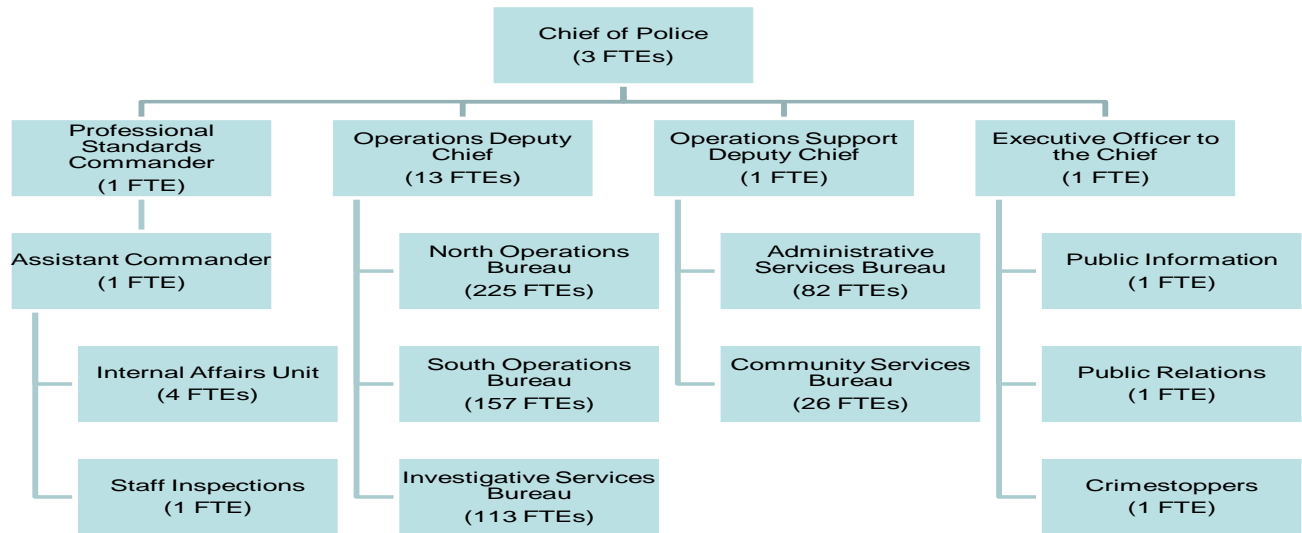 Chief of Police
(3 FTEs)
Professional
Standards
Commander
(1 FTE)
Operations Deputy
Chief
(13 FTEs)
Operations Support
Deputy Chief
(1 FTE)
Executive Officer to
the Chief
(1 FTE)
Assistant Commander
(1 FTE)
North Operations
Bureau
(225 FTEs)
Administrative
Services Bureau
(82 FTEs)
Public Information
(1 FTE)
Internal Affairs Unit
(4 FTEs)
South Operations
Bureau
(157 FTEs)
Community Services
Bureau
(26 FTEs)
Public Relations
(1 FTE)
Staff Inspections
(1 FTE)
Investigative Services
Bureau
(113 FTEs)
Crimestoppers
(1 FTE)